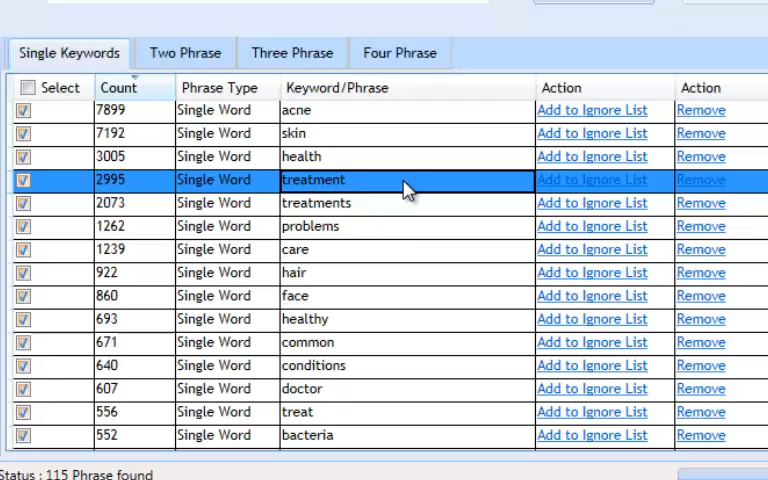 Single Keywords Two Phrase Three Phrase Four Phrase
Select Count Phrase Type Keyword/Phrase Action Action
7899 Single Word acne Add to Ignore List Remove
7192 Single Word skin Add to Ignore List Remove
3005 Single Word health Add to Ignore List Remove
2995 Single Word treatment Add to Ignore List Remove
2073 Single Word treatments Add to Ignore List Remove
1262 Single Word problems Add to Ignore List Remove
1239 Single Word care Add to Ignore List Remove
922 Single Word hair Add to Ignore List Remove
860 Single Word face Add to Ignore List Remove
693 Single Word healthy Add to Ignore List Remove
671 Single Word common Add to Ignore List Remove
640 Single Word conditions Add to Ignore List Remove
607 Single Word doctor Add to Ignore List Remove
556 Single Word treat Add to Ignore List Remove
552 Single Word bacteria Add to Ignore List Remove
Status : 115 Phrase found